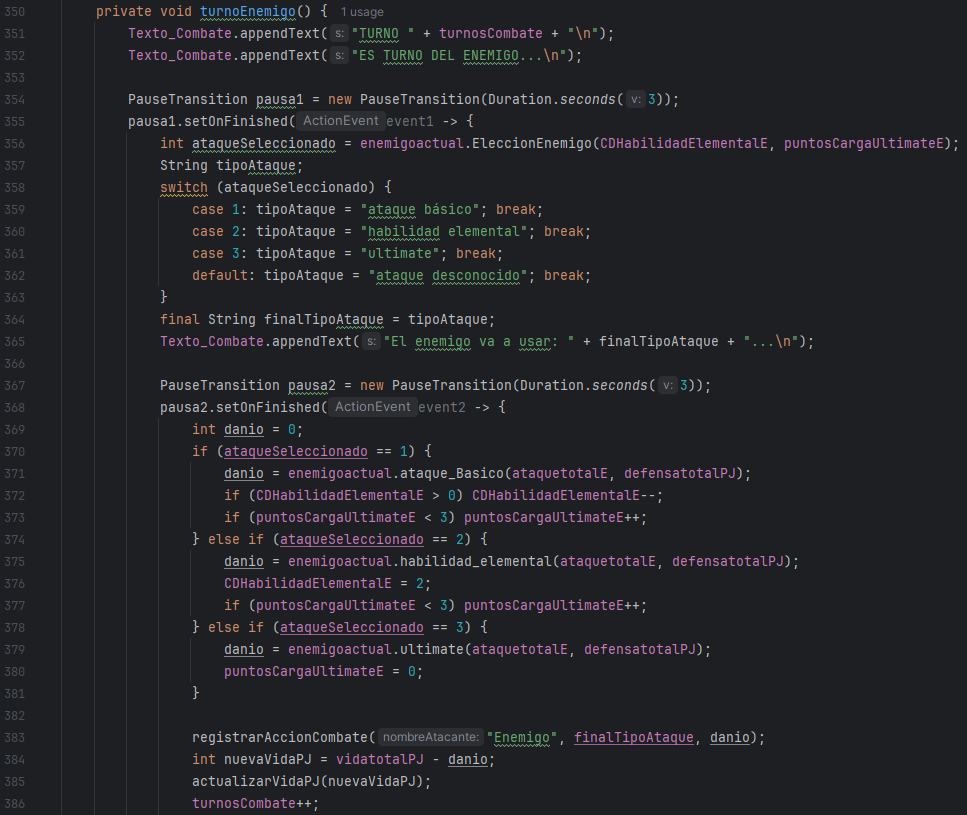 350 private void turnoEnemigo() { 1 usage
351 Texto_Combate.appendText( s: "TURNO " + turnosCombate + "\n");
352 Texto_Combate.appendText( s: "ES TURNO DEL ENEMIGO...\n");
353
354 PauseTransition pausa1 = new PauseTransition(Duration.seconds( v: 3));
355 pausa1.setOnFinished( ActionEvent event1 -> {
356 int ataqueSeleccionado = enemigoactual.EleccionEnemigo(CDHabilidadElementalE, puntosCargaUltimateE);
357 String tipoAtaque;
358 switch (ataqueSeleccionado) {
359 case 1: tipoAtaque = "ataque básico"; break;
360 case 2: tipoAtaque = "habilidad elemental"; break;
361 case 3: tipoAtaque = "ultimate"; break;
362 default: tipoAtaque = "ataque desconocido"; break;
363 }
364 final String finalTipoAtaque = tipoAtaque;
365 Texto_Combate.appendText( s: "El enemigo va a usar: " + finalTipoAtaque + "...\n");
366
367 PauseTransition pausa2 = new PauseTransition(Duration.seconds( v: 3));
368 pausa2.setOnFinished( ActionEvent event2 -> {
369 int danio = 0;
370 if (ataqueSeleccionado == 1) {
371 danio = enemigoactual.ataque_Basico(ataquetotalE, defensatotalPJ);
372 if (CDHabilidadElementalE > 0) CDHabilidadElementalE--;
373 if (puntosCargaUltimateE < 3) puntosCargaUltimateE++;
374 } else if (ataqueSeleccionado == 2) {
375 danio = enemigoactual.habilidad_elemental(ataquetotalE, defensatotalPJ);
376 CDHabilidadElementalE = 2;
377 if (puntosCargaUltimateE < 3) puntosCargaUltimateE++;
378 } else if (ataqueSeleccionado == 3) {
379 danio = enemigoactual.ultimate(ataquetotalE, defensatotalPJ);
380 puntosCargaUltimateE = 0;
381 }
382
383 registrarAccionCombate( nombreAtacante: "Enemigo", finalTipoAtaque, danio);
384 int nuevaVidaPJ = vidatotalPJ - danio;
385 actualizarVidaPJ(nuevaVidaPJ);
386 turnosCombate++;